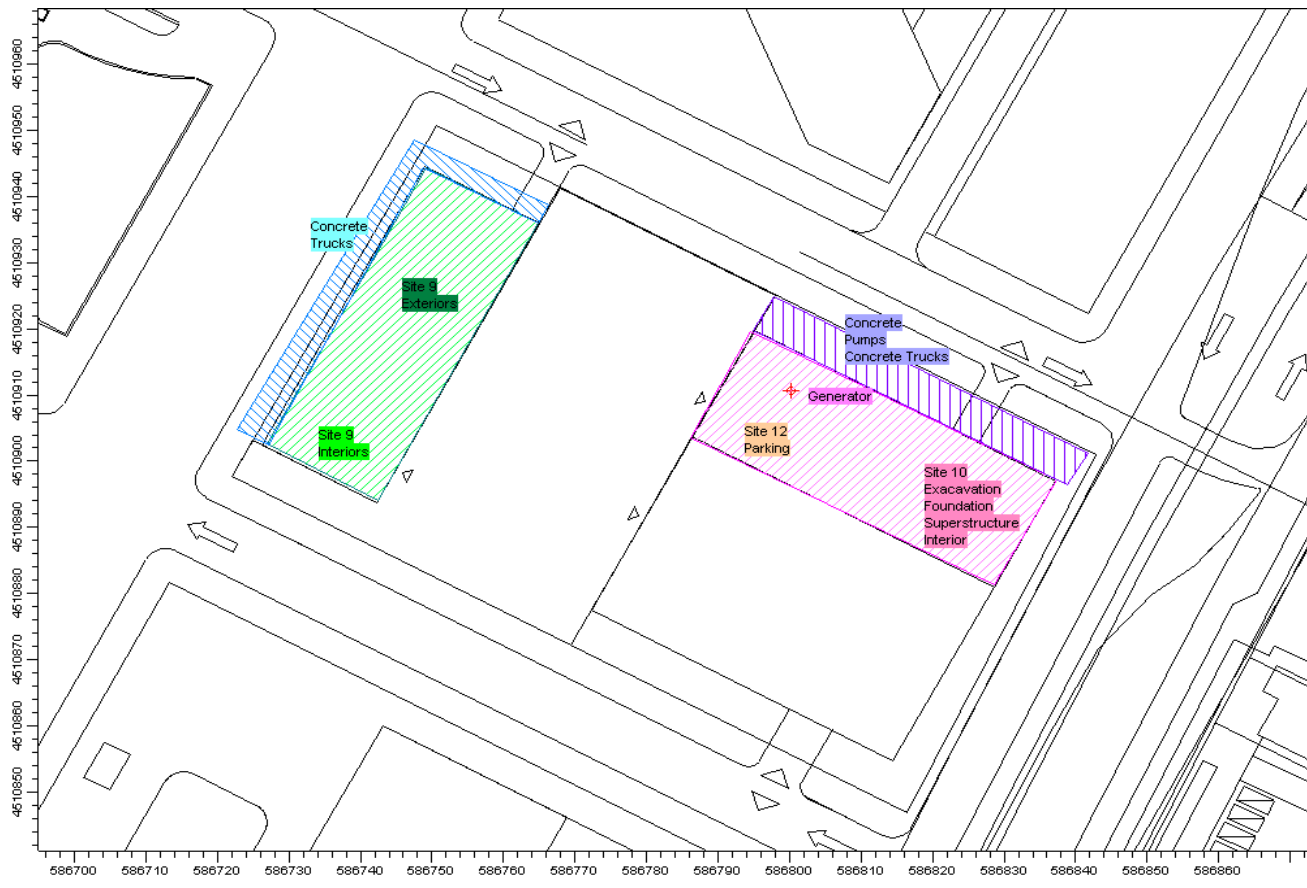 4510960
4510950
4510940
4510930
4510920
4510910
4510900
4510890
4510880
4510870
4510860
4510850
Concrete
Trucks
Site 9
Exteriors
Site 9
Interiors
Concrete
Pumps
Concrete Trucks
Generator
Site 12
Parking
Site 10
Exacavation
Foundation
Superstructure
Interior
586700 586710 586720 586730 586740 586750 586760 586770 586780 586790 586800 586810 586820 586830 586840 586850 586860